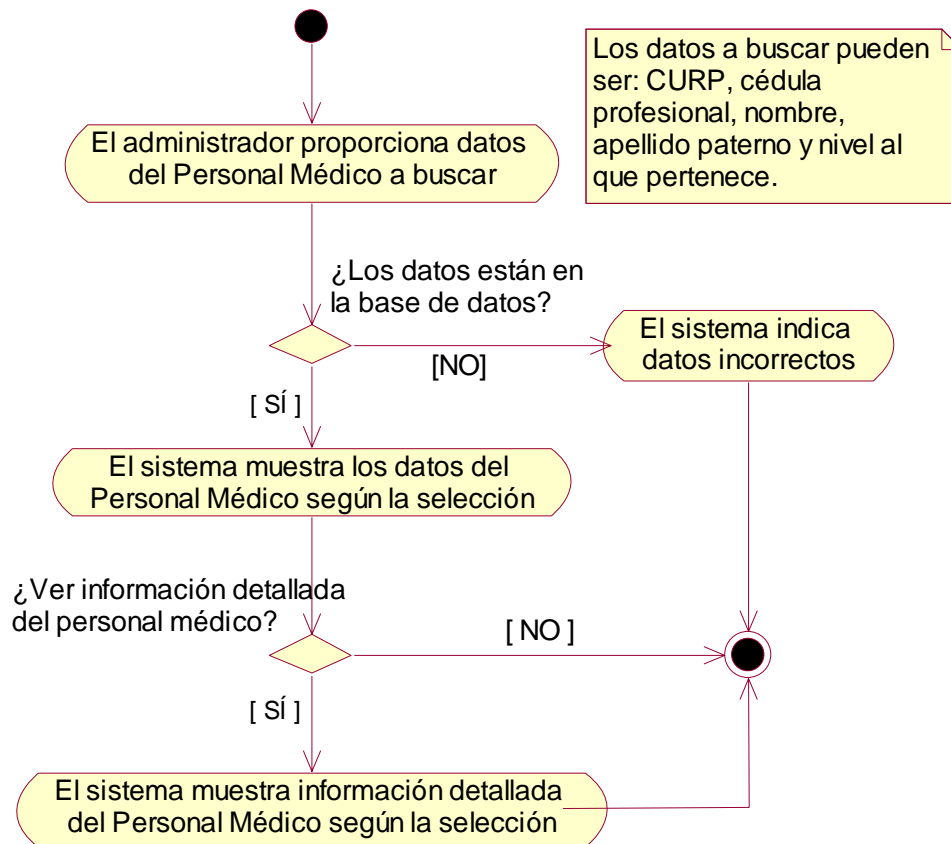 El administrador proporciona datos
del Personal Médico a buscar
Los datos a buscar pueden
ser: CURP, cédula
profesional, nombre,
apellido paterno y nivel al
que pertenece.
¿Los datos están en
la base de datos?
[NO]
El sistema indica
datos incorrectos
[ SÍ ]
El sistema muestra los datos del
Personal Médico según la selección
¿Ver información detallada
del personal médico?
[ NO ]
[ SÍ ]
El sistema muestra información detallada
del Personal Médico según la selección